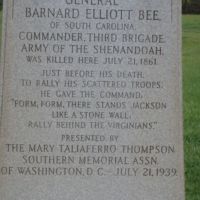 GENERAL
BARNARD ELLIOTT BEE
OF SOUTH CAROLINA,
COMMANDER, THIRD BRIGADE
ARMY OF THE SHENANDOAH,
WAS KILLED HERE JULY 21, 1861.
JUST BEFORE HIS DEATH,
TO RALLY HIS SCATTERED TROOPS,
HE GAVE THE COMMAND:
"FORM, FORM, THERE STANDS JACKSON
LIKE A STONE WALL,
RALLY BEHIND THE VIRGINIANS."
PRESENTED BY
THE MARY TALIAFERRO THOMPSON
SOUTHERN MEMORIAL ASSN.
OF WASHINGTON, D.C. — JULY 21, 1939.